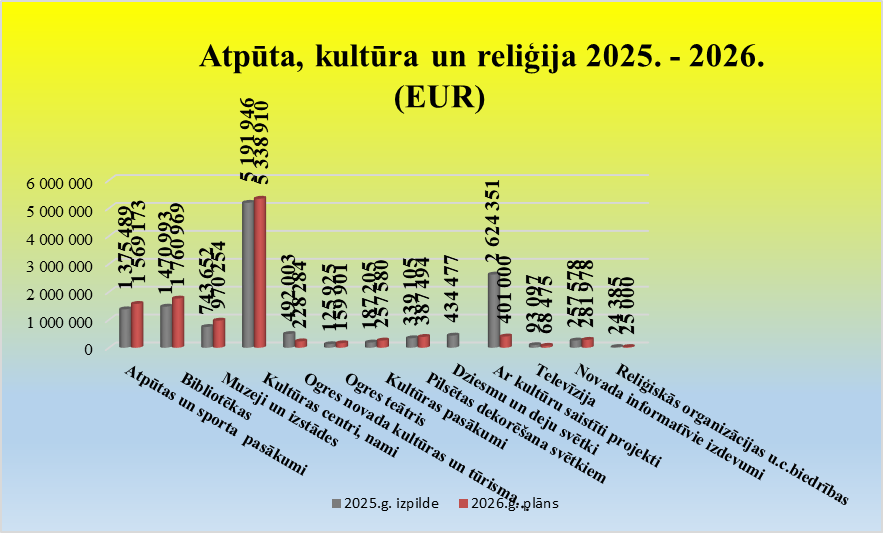 Atpūta, kultūra un reliģija 2025. - 2026.
(EUR)
6 000 000
5 000 000
4 000 000
3 000 000
2 000 000
1 000 000
0
1 375 489
1 569 173
1 470 993
1 760 969
743 652
970 254
5 191 946
5 338 910
492 003
228 284
125 925
159 901
187 205
257 580
339 105
387 494
434 477
2 624 351
401 000
93 097
68 475
257 578
281 978
24 385
25 000
Atpūtas un sporta pasākumi
Bibliotēkas
Muzeji un izstādes
Kultūras centri, nami
Ogres novada kultūras un tūrisma...
Ogres teātris
Kultūras pasākumi
Pilsētas dekorēšana svētkiem
Dziesmu un deju svētki
Ar kultūru saistīti projekti
Televīzija
Novada informatīvie izdevumi
Reliģiskās organizācijas u.c.biedrības
2025.g. izpilde
2026.g. plāns